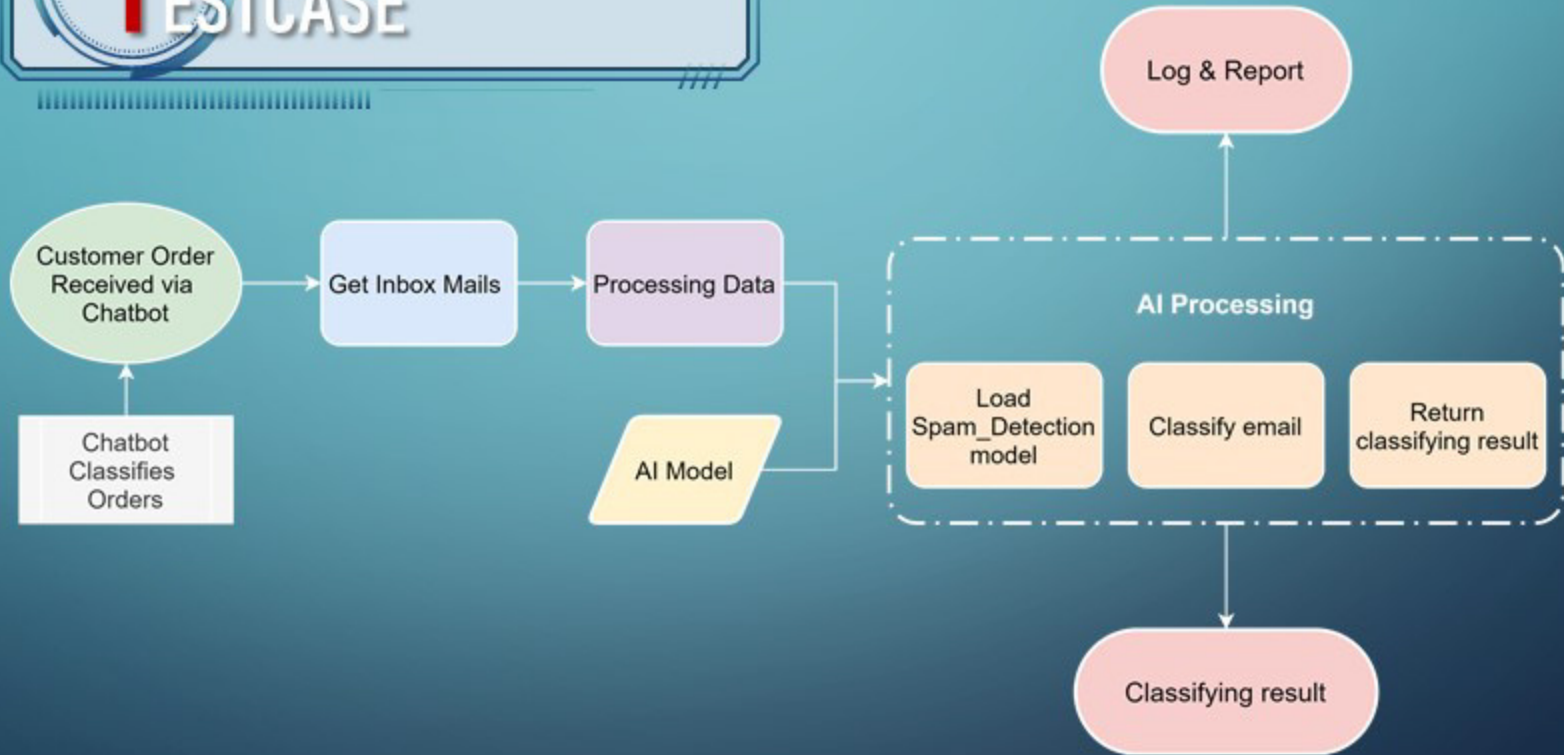 TESTCASE
Log & Report
Customer Order
Received via
Chatbot
Get Inbox Mails
Processing Data
AI Processing
Chatbot
Classifies
Orders
AI Model
Load
Spam_Detection
model
Classify email
Return
classifying result
Classifying result